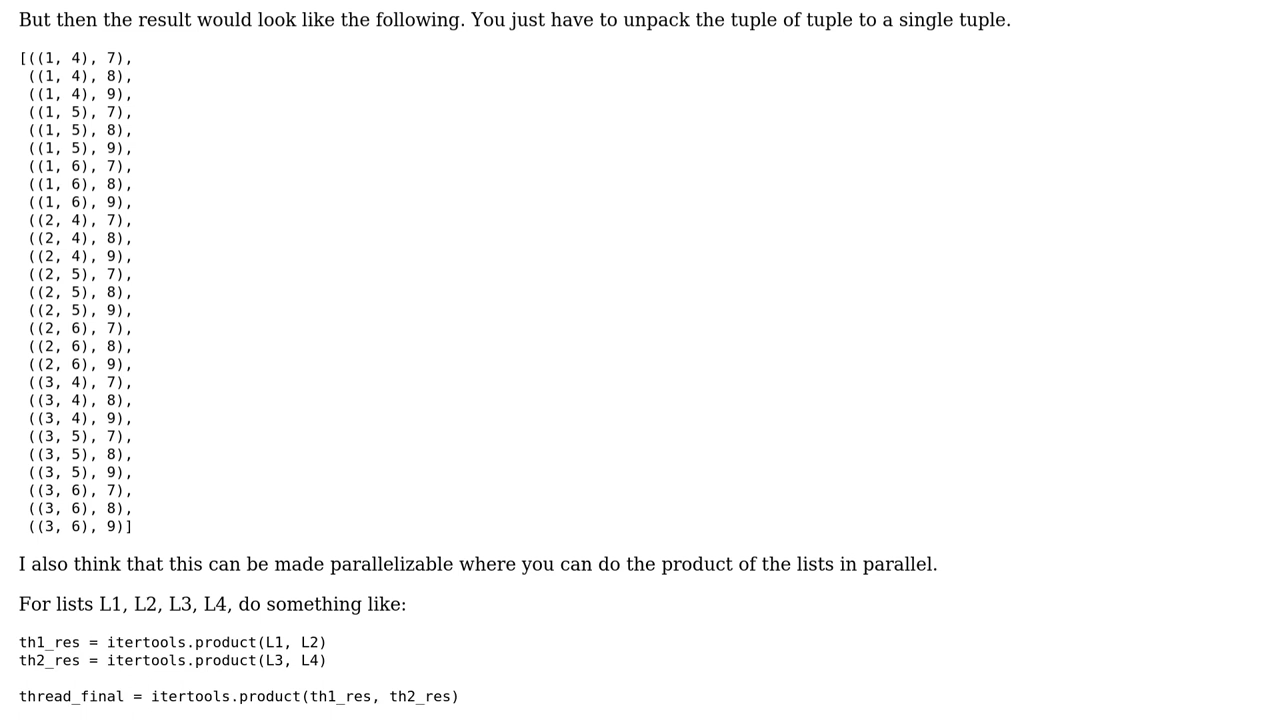 But then the result would look like the following. You just have to unpack the tuple of tuple to a single tuple.
[((1, 4), 7),
((1, 4), 8),
((1, 4), 9),
((1, 5), 7),
((1, 5), 8),
((1, 5), 9),
((1, 6), 7),
((1, 6), 8),
((1, 6), 9),
((2, 4), 7),
((2, 4), 8),
((2, 4), 9),
((2, 5), 7),
((2, 5), 8),
((2, 5), 9),
((2, 6), 7),
((2, 6), 8),
((2, 6), 9),
((3, 4), 7),
((3, 4), 8),
((3, 4), 9),
((3, 5), 7),
((3, 5), 8),
((3, 5), 9),
((3, 6), 7),
((3, 6), 8),
((3, 6), 9)]
I also think that this can be made parallelizable where you can do the product of the lists in parallel.
For lists L1, L2, L3, L4, do something like:
th1_res = itertools.product(L1, L2)
th2_res = itertools.product(L3, L4)
thread_final = itertools.product(th1_res, th2_res)